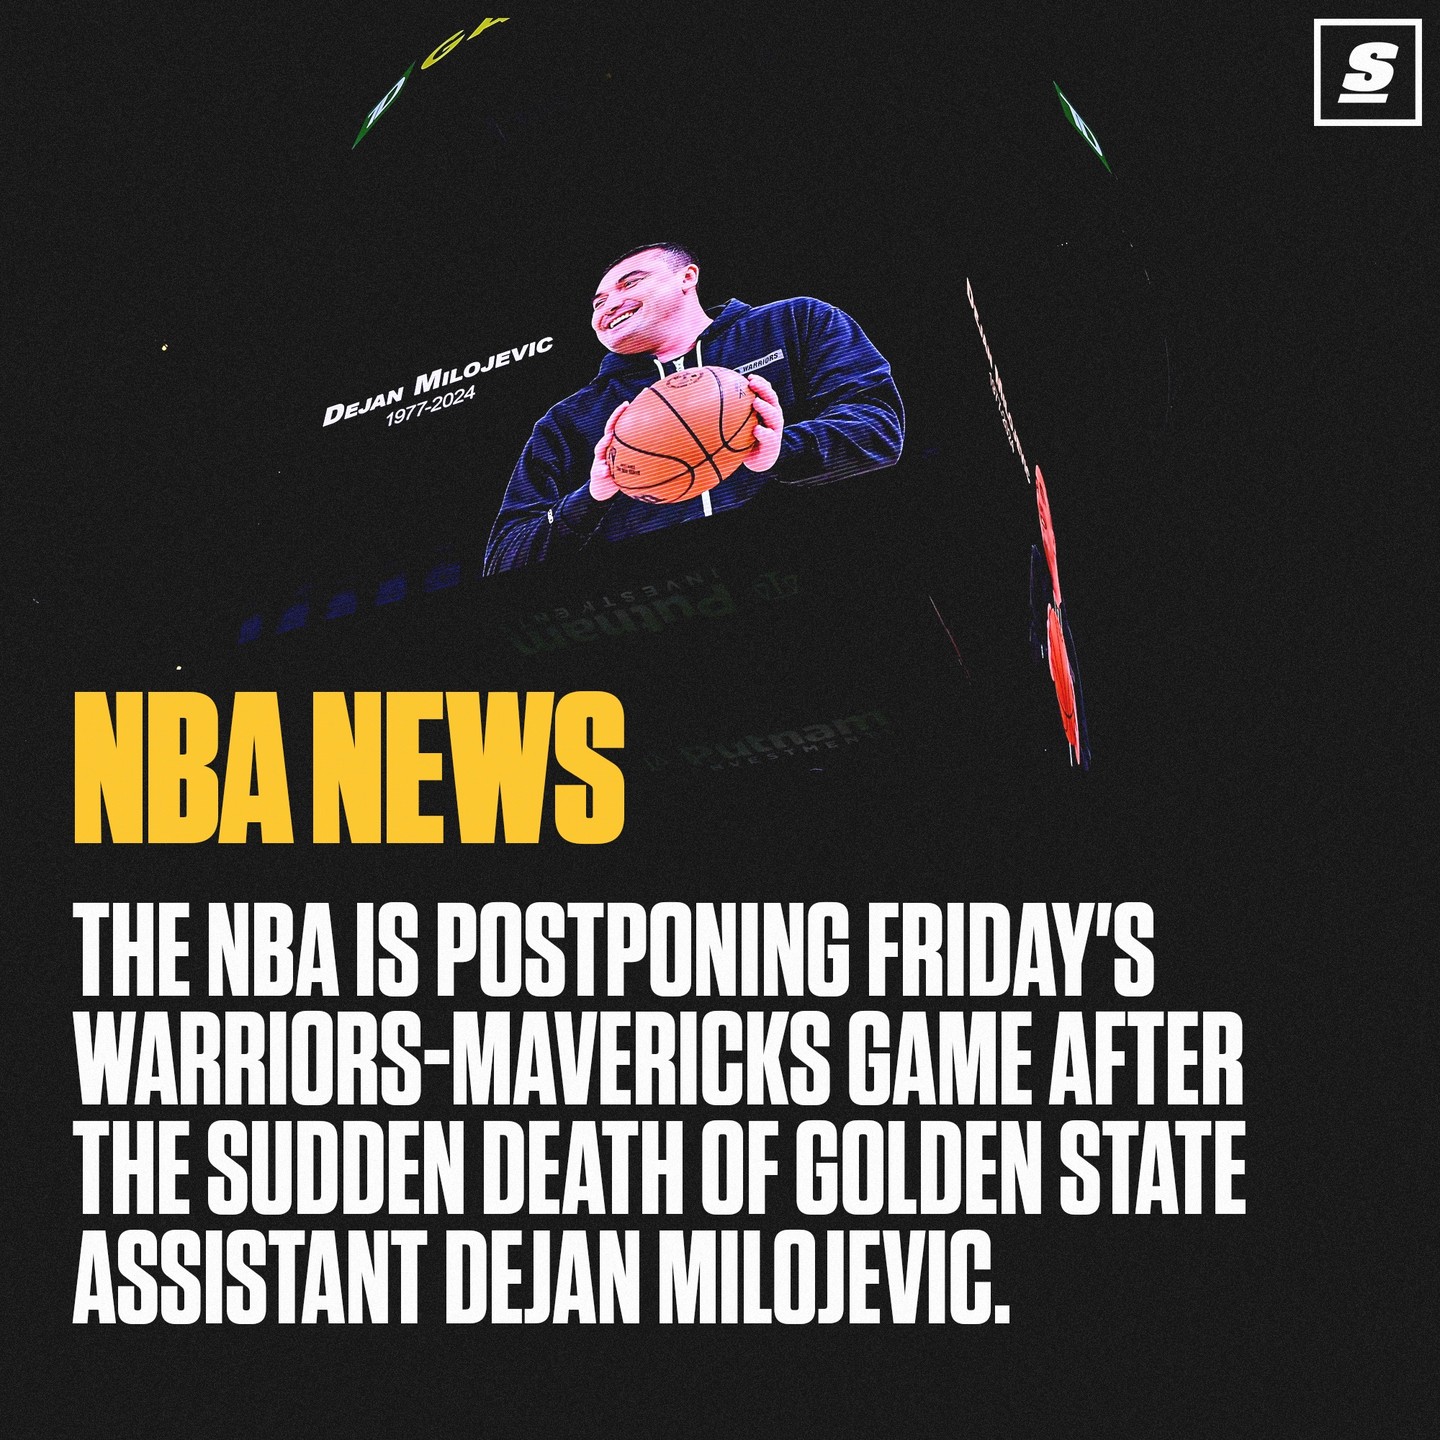 S
DEJAN MILOJEVIC
1977-2024
WARRIORS
Putnam
INVESTMENTS
NBA NEWS
THE NBA IS POSTPONING FRIDAY'S
WARRIORS-MAVERICKS GAME AFTER
THE SUDDEN DEATH OF GOLDEN STATE
ASSISTANT DEJAN MILOJEVIC.